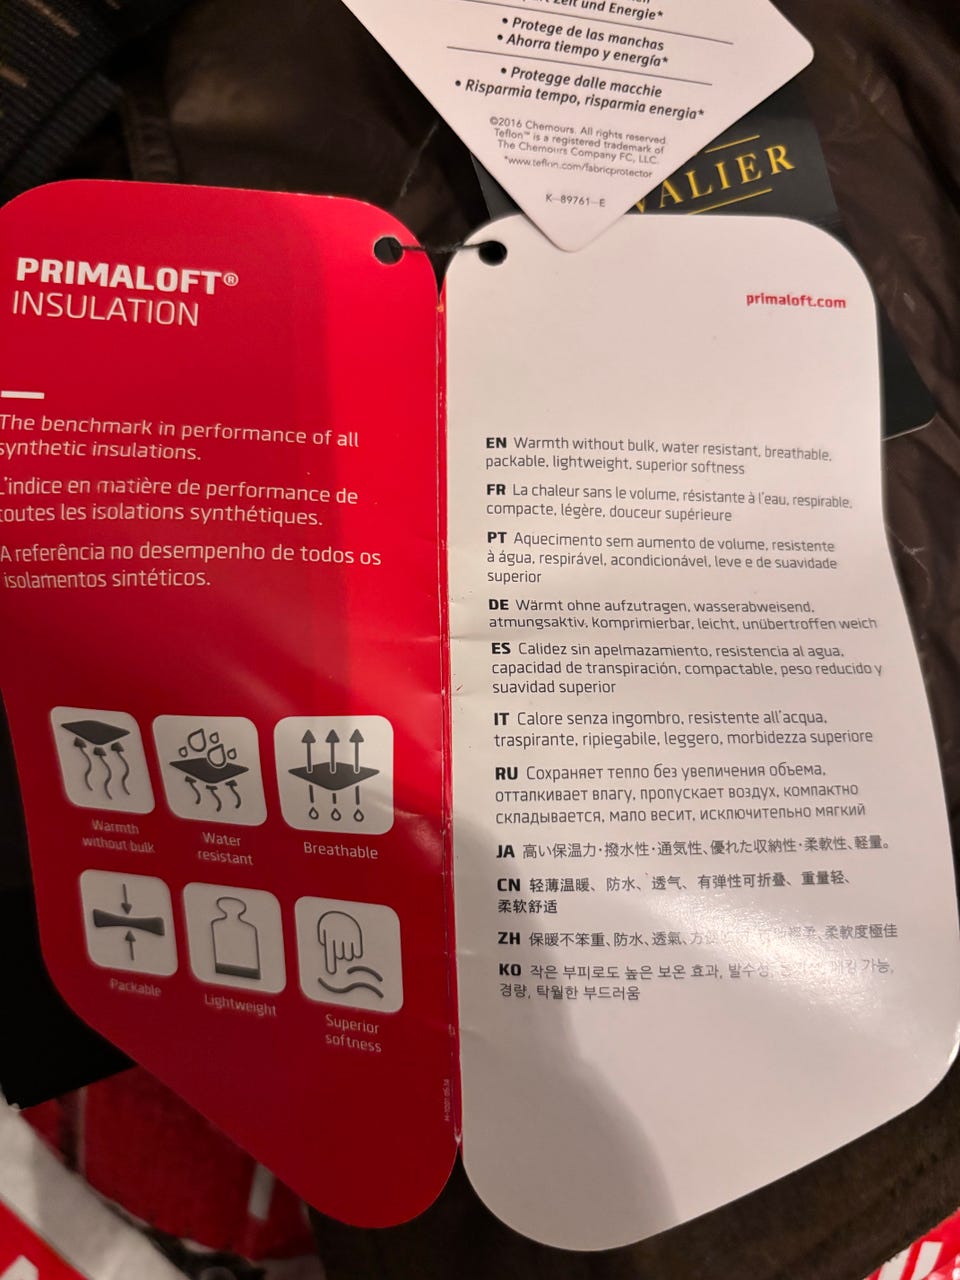 Zeit und Energie*
• Protege de las manchas
• Ahorra tiempo y energía*
• Protegge dalle macchie
• Risparmia tempo, risparmia energia*
©2016 Chemours. All rights reserved.
Teflon™ is a registered trademark of
The Chemours Company FC, LLC.
*www.teflon.com/fabricprotector
K-89761-E
VALIER
PRIMALOFT®
INSULATION
The benchmark in performance of all
synthetic insulations.
L'indice en matière de performance de
toutes les isolations synthétiques.
A referência no desempenho de todos os
isolamentos sintéticos.
Warmth
without bulk
Water
resistant
Breathable
Packable
Lightweight
Superior
softness
primaloft.com
EN Warmth without bulk, water resistant, breathable,
packable, lightweight, superior softness
FR La chaleur sans le volume, résistante à l'eau, respirable,
compacte, légère, douceur supérieure
PT Aquecimento sem aumento de volume, resistente
à água, respirável, acondicionável, leve e de suavidade
superior
DE Wärmt ohne aufzutragen, wasserabweisend,
atmungsaktiv, Komprimierbar, leicht, unübertroffen weich
ES Calidez sin apelmazamiento, resistencia al agua,
capacidad de transpiración, compactable, peso reducido y
suavidad superior
IT Calore senza ingombro, resistente all'acqua,
traspirante, ripiegabile, leggero, morbidezza superiore
RU Сохраняет тепло без увеличения объема,
отталкивает влагу, пропускает воздух, компактно
складывается, мало весит, исключительно мягкий
JA 高い保温力・撥水性・通気性、優れた収納性・柔軟性、軽量。
CN 轻薄温暖、防水、透气、有弹性可折叠、重量轻、
柔软舒适
ZH 保暖不笨重、防水、透氣、柔軟度極佳
KO 작은 부피로도 높은 보온 효과, 발수성, 가능,
경량, 탁월한 부드러움